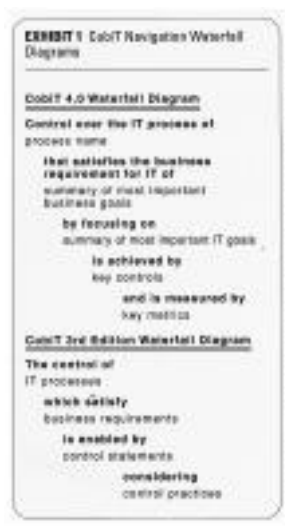 EXHIBIT 1 CobiT Navigation Waterfall
Diagrams
CobiT 4.0 Waterfall Diagram
Control over the IT process of
process name
that satisfies the business
requirement for IT of
summary of most important
business goals
by focusing on
summary of most important IT goals
is achieved by
key controls
and is measured by
key metrics
CobiT 3rd Edition Waterfall Diagram
The control of
IT processes
which satisfy
business requirements
is enabled by
control statements
considering
control practices